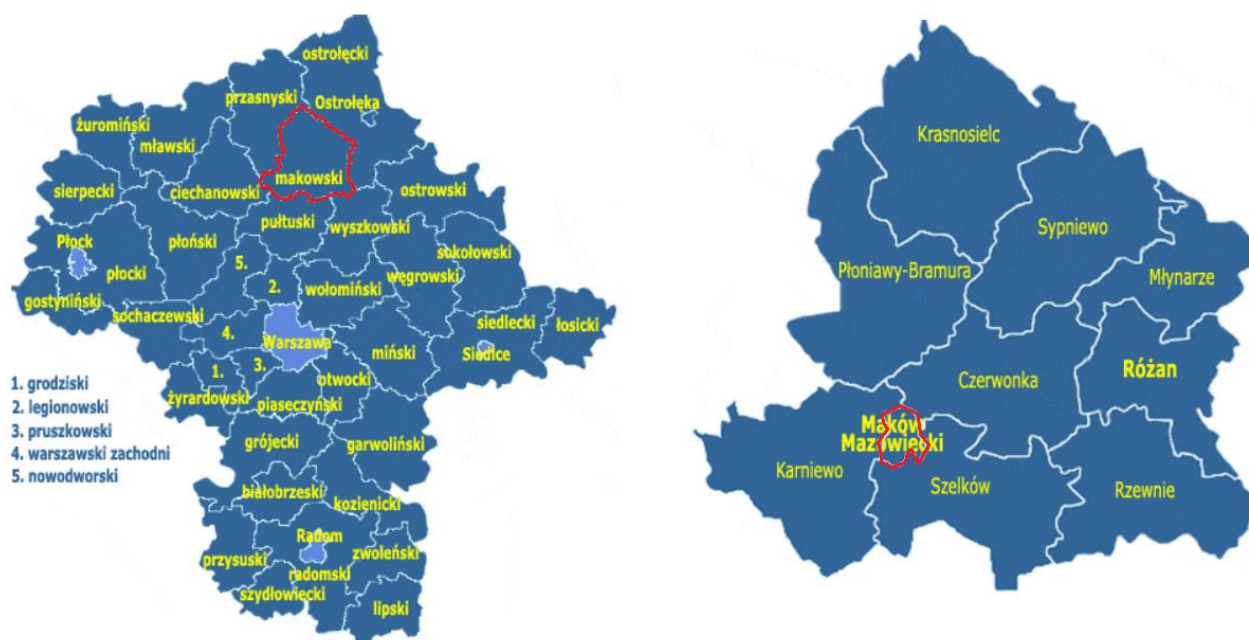 ostrołęcki
przasnyski
Ostrołęka
żuromiński
mławski
makowski
sierpecki
ciechanowski
ostrowski
pułtuski
wyszkowski
płoński
Płock
sokołowski
5.
płocki
węgrowski
2.
wołomiński
gostyniński
sochaczewski
siedlecki
łosicki
4.
Warszawa
miński
Siedlce
1.
3.
otwocki
żyrardowski
piaseczyński
1. grodziski
2. legionowski
3. pruszkowski
4. warszawski zachodni
5. nowodworski
grójecki
garwoliński
białobrzeski
kozienicki
Radom
przysuski
zwoleński
radomski
szydłowiecki
lipski
Krasnosielc
Sypniewo
Płoniawy-Bramura
Młynarze
Różan
Czerwonka
Maków
Mazowiecki
Karniewo
Szelków
Rzewnie